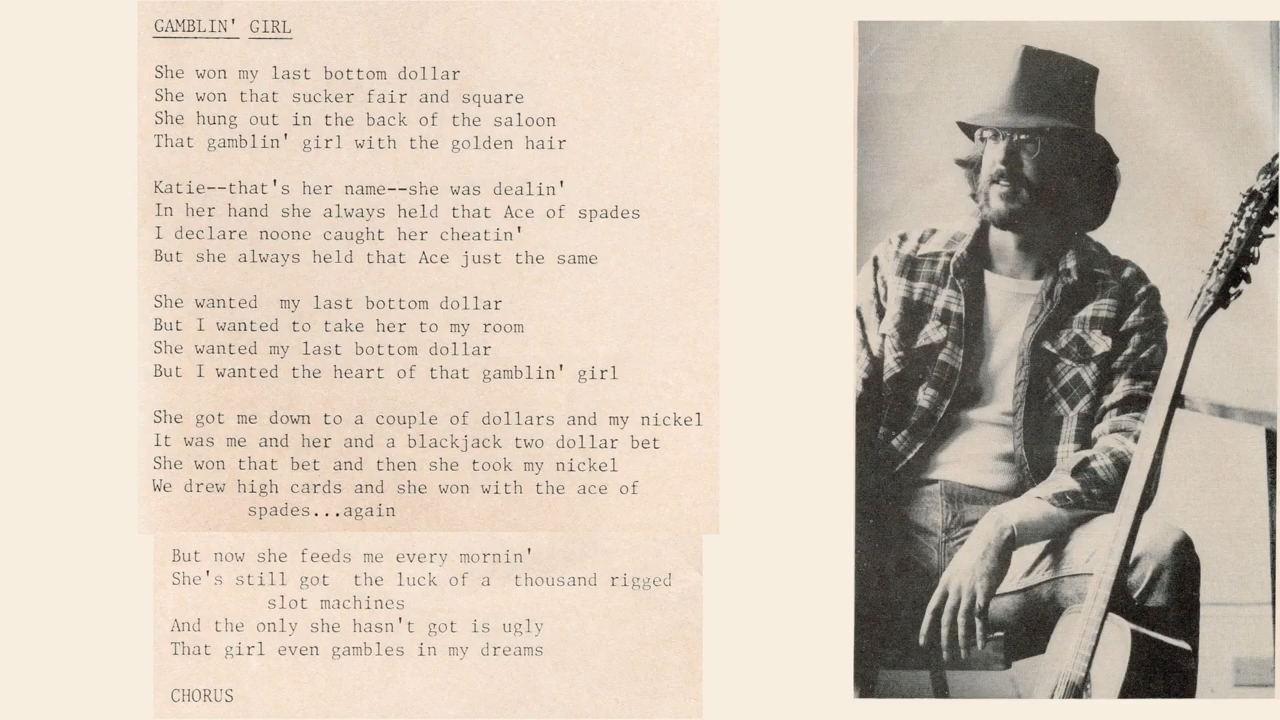 GAMBLIN' GIRL
She won my last bottom dollar
She won that sucker fair and square
She hung out in the back of the saloon
That gamblin' girl with the golden hair
Katie--that's her name--she was dealin'
In her hand she always held that Ace of spades
I declare noone caught her cheatin'
But she always held that Ace just the same
She wanted  my last bottom dollar
But I wanted to take her to my room
She wanted my last bottom dollar
But I wanted the heart of that gamblin' girl
She got me down to a couple of dollars and my nickel
It was me and her and a blackjack two dollar bet
She won that bet and then she took my nickel
We drew high cards and she won with the ace of
spades...again
But now she feeds me every mornin'
She's still got  the luck of a  thousand rigged
slot machines
And the only she hasn't got is ugly
That girl even gambles in my dreams
CHORUS